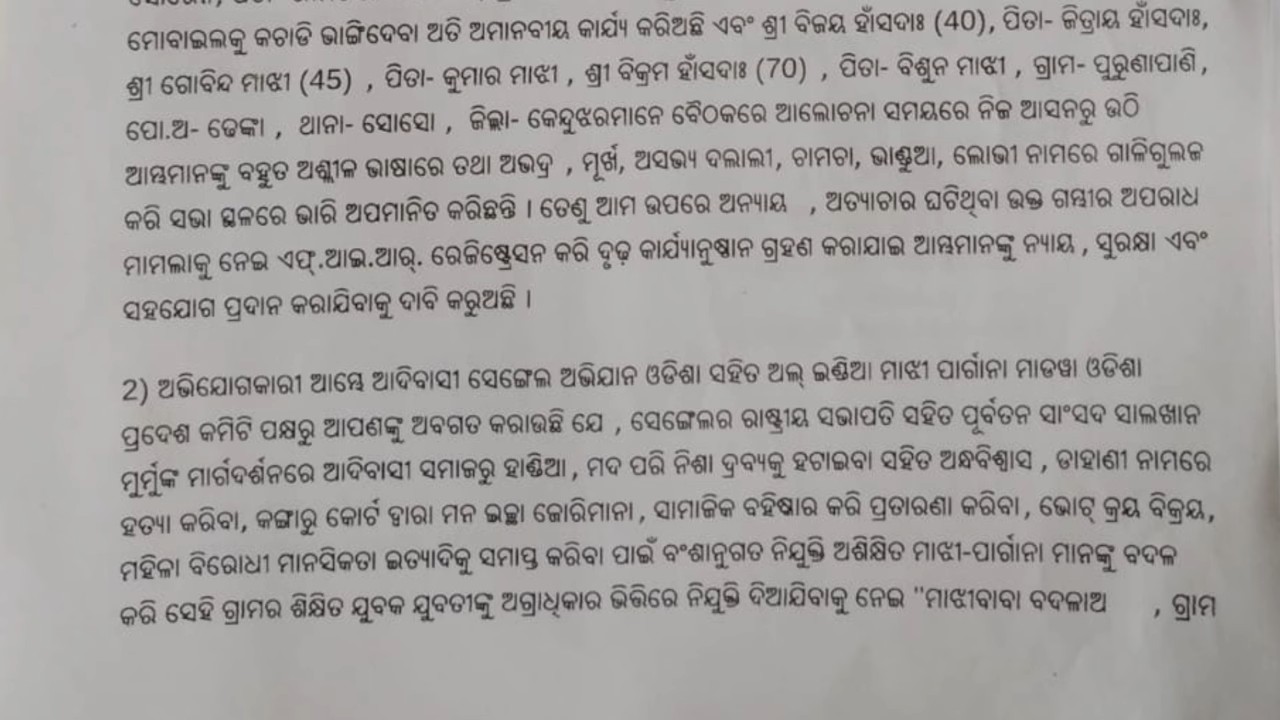 ମୋବାଇଲକୁ କଚାଡି ଭାଙ୍ଗିଦେବା ଅତି ଅମାନବୀୟ କାର୍ଯ୍ୟ କରିଅଛି ଏବଂ ଶ୍ରୀ ବିଜୟ ହାଁସଦାଃ (40), ପିତା- ଜିତ୍ରାୟ ହାଁସଦାଃ,
ଶ୍ରୀ ଗୋବିନ୍ଦ ମାଝୀ (45) , ପିତା- କୁମାର ମାଝୀ , ଶ୍ରୀ ବିକ୍ରମ ହାଁସଦାଃ (70) , ପିତା- ବିଶୁନ ମାଝୀ , ଗ୍ରାମ- ପୁରୁଣାପାଣି ,
ପୋ.ଅ- ଢେଙ୍କା , ଥାନା- ସୋସୋ , ଜିଲ୍ଲା- କେନ୍ଦୁଝରମାନେ ବୈଠକରେ ଆଲୋଚନା ସମୟରେ ନିଜ ଆସନରୁ ଉଠି
ଆମ୍ଭମାନଙ୍କୁ ବହୁତ ଅଶ୍ଳୀଳ ଭାଷାରେ ତଥା ଅଭଦ୍ର , ମୂର୍ଖ, ଅସଭ୍ୟ ଦଲାଲୀ, ଚାମଚା, ଭାଣ୍ଡୁଆ, ଲୋଭୀ ନାମରେ ଗାଳିଗୁଲଜ
କରି ସଭା ସ୍ଥଳରେ ଭାରି ଅପମାନିତ କରିଛନ୍ତି । ତେଣୁ ଆମ ଉପରେ ଅନ୍ୟାୟ , ଅତ୍ୟାଚାର ଘଟିଥିବା ଉକ୍ତ ଗମ୍ଭୀର ଅପରାଧ
ମାମଲାକୁ ନେଇ ଏଫ୍.ଆଇ.ଆର୍. ରେଜିଷ୍ଟ୍ରେସନ କରି ଦୃଢ଼ କାର୍ଯ୍ୟାନୁଷ୍ଠାନ ଗ୍ରହଣ କରାଯାଇ ଆମ୍ଭମାନଙ୍କୁ ନ୍ୟାୟ , ସୁରକ୍ଷା ଏବଂ
ସହଯୋଗ ପ୍ରଦାନ କରାଯିବାକୁ ଦାବି କରୁଅଛି ।
2) ଅଭିଯୋଗକାରୀ ଆମ୍ଭେ ଆଦିବାସୀ ସେଙ୍ଗେଲ ଅଭିଯାନ ଓଡିଶା ସହିତ ଅଲ୍ ଇଣ୍ଡିଆ ମାଝୀ ପାର୍ଗାନା ମାଡୱା ଓଡିଶା
ପ୍ରଦେଶ କମିଟି ପକ୍ଷରୁ ଆପଣଙ୍କୁ ଅବଗତ କରାଉଛି ଯେ , ସେଙ୍ଗେଲର ରାଷ୍ଟ୍ରୀୟ ସଭାପତି ସହିତ ପୂର୍ବତନ ସାଂସଦ ସାଲଖାନ
ମୁର୍ମୁଙ୍କ ମାର୍ଗଦର୍ଶନରେ ଆଦିବାସୀ ସମାଜରୁ ହାଣ୍ଡିଆ , ମଦ ପରି ନିଶା ଦ୍ରବ୍ୟକୁ ହଟାଇବା ସହିତ ଅନ୍ଧବିଶ୍ୱାସ , ଡାହାଣୀ ନାମରେ
ହତ୍ୟା କରିବା, କଙ୍ଗାରୁ କୋର୍ଟ ଦ୍ୱାରା ମନ ଇଚ୍ଛା ଜୋରିମାନା , ସାମାଜିକ ବହିଷ୍କାର କରି ପ୍ରତାରଣା କରିବା , ଭୋଟ୍ କ୍ରୟ ବିକ୍ରୟ,
ମହିଳା ବିରୋଧୀ ମାନସିକତା ଇତ୍ୟାଦିକୁ ସମାପ୍ତ କରିବା ପାଇଁ ବଂଶାନୁଗତ ନିଯୁକ୍ତି ଅଶିକ୍ଷିତ ମାଝୀ-ପାର୍ଗାନା ମାନଙ୍କୁ ବଦଳ
କରି ସେହି ଗ୍ରାମର ଶିକ୍ଷିତ ଯୁବକ ଯୁବତୀଙ୍କୁ ଅଗ୍ରାଧିକାର ଭିତ୍ତିରେ ନିଯୁକ୍ତି ଦିଆଯିବାକୁ ନେଇ "ମାଝୀବାବା ବଦଳାଅ , ଗ୍ରାମ